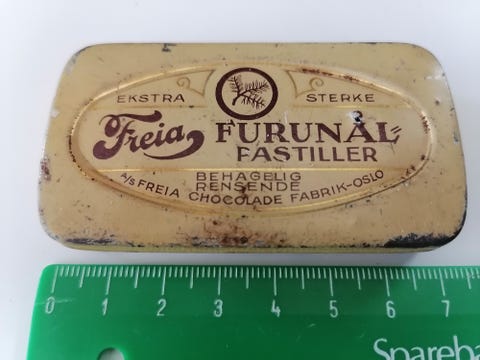 EKSTRA STERKE
Freia FURUNÅL=
PASTILLER
BEHAGELIG
RENSENDE
A/S FREIA CHOCOLADE FABRIK-OSLO
0 1 2 3 4 5 6 7
Spareba